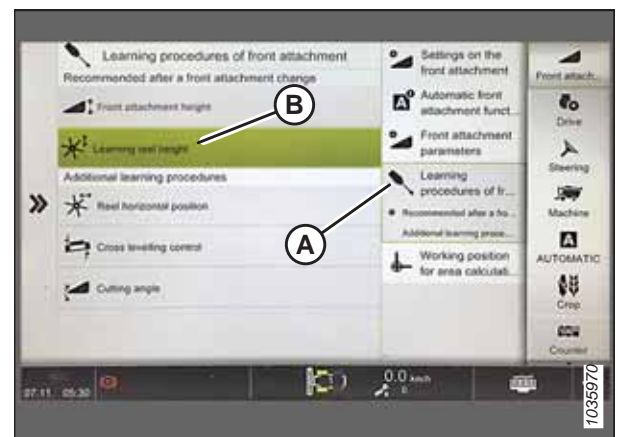 Learning procedures of front attachment
Recommended after a front attachment change
Front attachment height
Learning reel height
Additional learning procedures
Reel horizontal position
Cross levelling control
Cutting angle
B
A
Settings on the
front attachment
Automatic front
attachment funct...
Front attachment
parameters
Learning
procedures of fr...
Recommended after a fro...
Additional learning proce...
Working position
for area calculati...
Front attach...
Drive
Steering
Machine
A
AUTOMATIC
Crop
Counter
07.11 05:30
0.0 km/h
1035970